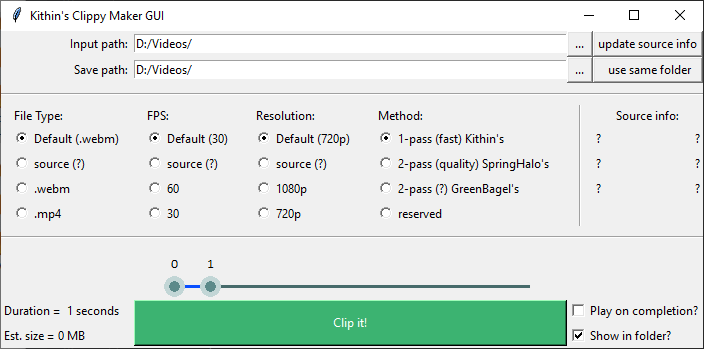 Kithin's Clippy Maker GUI
Input path: D:/Videos/ ... update source info
Save path: D:/Videos/ ... use same folder
File Type: FPS: Resolution: Method: Source info:
Default (.webm) Default (30) Default (720p) 1-pass (fast) Kithin's ? ?
source (?) source (?) source (?) 2-pass (quality) SpringHalo's ? ?
.webm 60 1080p 2-pass (?) GreenBagel's ? ?
.mp4 30 720p reserved
0 1
Duration = 1 seconds Play on completion?
Clip it!
Est. size = 0 MB Show in folder?